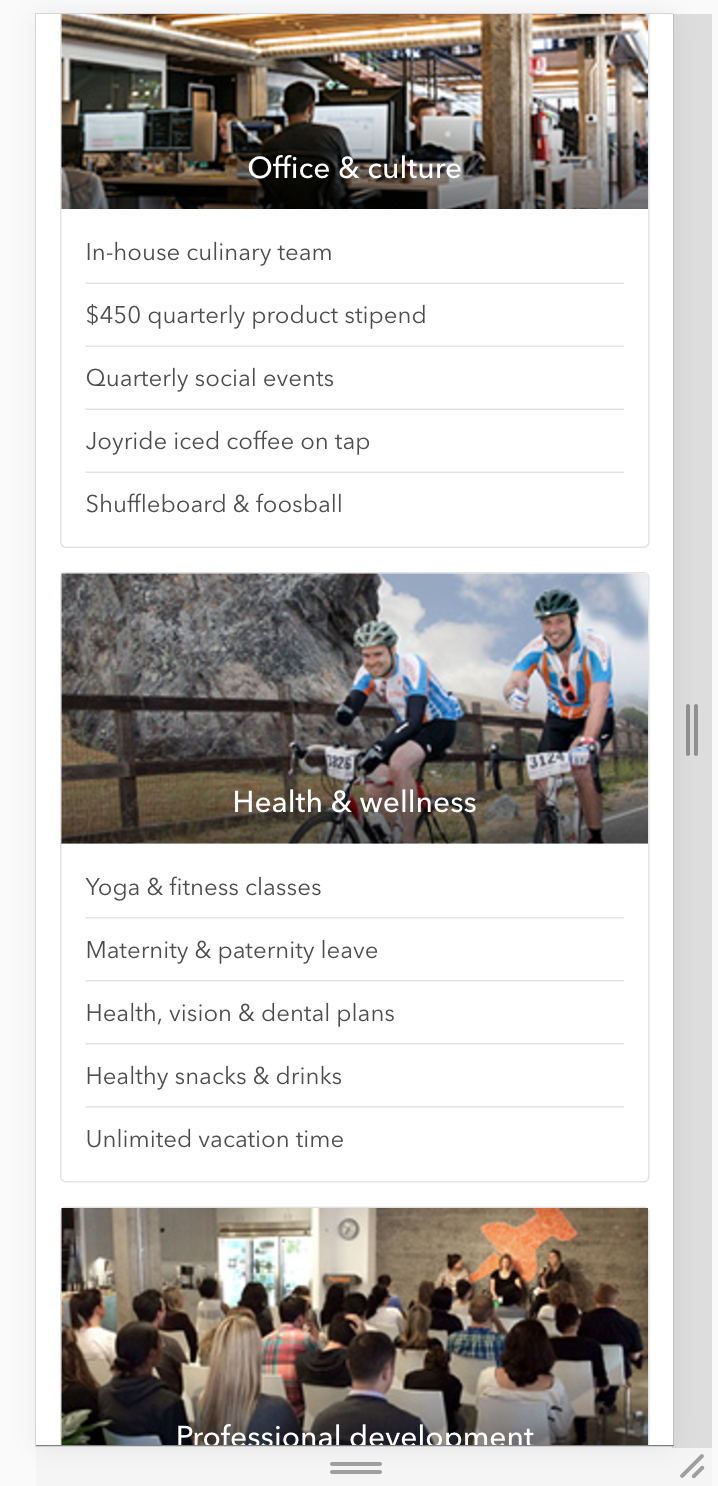 Office & culture
In-house culinary team
$450 quarterly product stipend
Quarterly social events
Joyride iced coffee on tap
Shuffleboard & foosball
3826
3124
Health & wellness
Yoga & fitness classes
Maternity & paternity leave
Health, vision & dental plans
Healthy snacks & drinks
Unlimited vacation time
Professional development